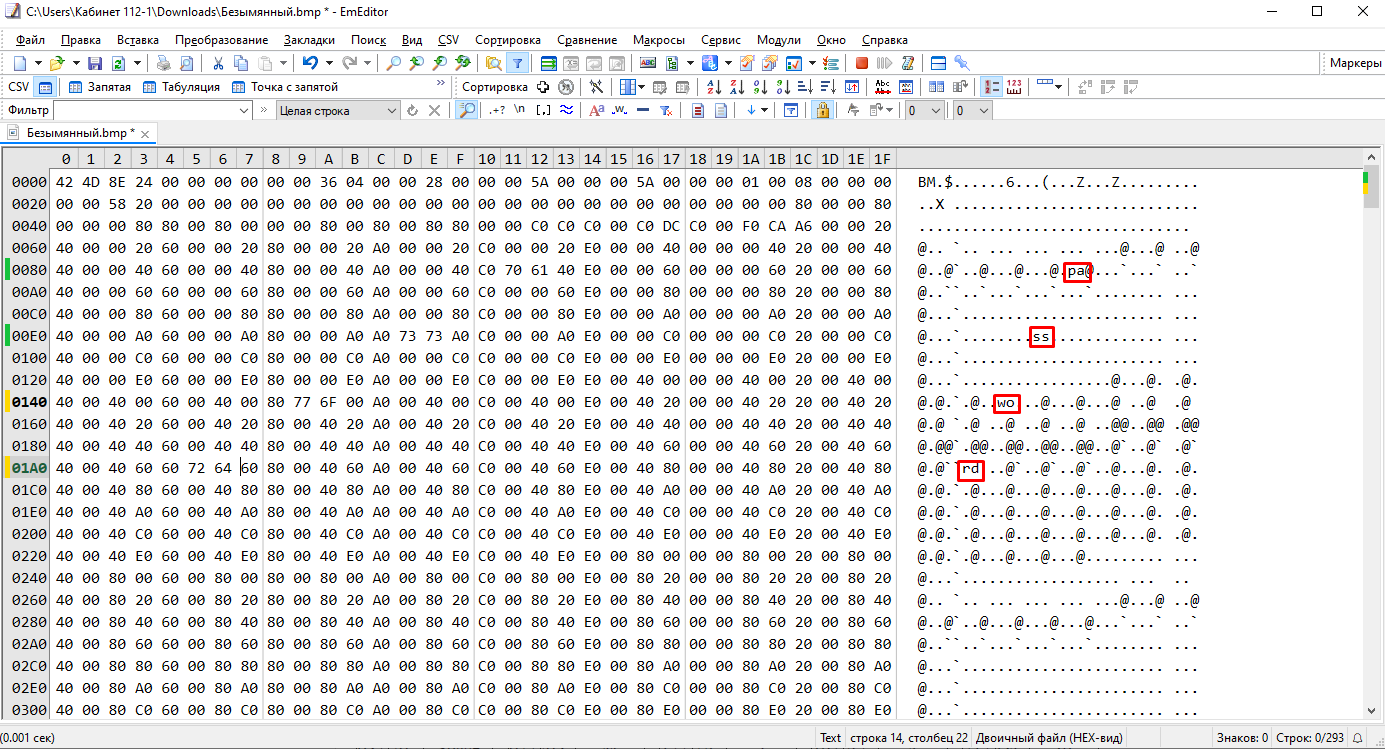 C:\Users\Кабинет 112-1\Downloads\Безымянный.bmp * - EmEditor
Файл Правка Вставка Преобразование Закладки Поиск Вид CSV Сортировка Сравнение Макросы Сервис Модули Окно Справка
Маркеры
CSV Запятая Табуляция Точка с запятой » Сортировка
Фильтр » Целая строка 0 0
Безымянный.bmp *
0 1 2 3 4 5 6 7 8 9 A B C D E F 10 11 12 13 14 15 16 17 18 19 1A 1B 1C 1D 1E 1F
0000 42 4D 8E 24 00 00 00 00 00 00 36 04 00 00 28 00 00 00 5A 00 00 00 5A 00 00 00 01 00 08 00 00 00 BM.$......6...(...Z...Z.........
0020 00 00 58 20 00 00 00 00 00 00 00 00 00 00 00 00 00 00 00 00 00 00 00 00 00 00 00 00 80 00 00 80 ..X ............................
0040 00 00 00 80 80 00 80 00 00 00 80 00 80 00 80 80 00 00 C0 C0 C0 00 C0 DC C0 00 F0 CA A6 00 00 20 ...............................
0060 40 00 00 20 60 00 00 20 80 00 00 20 A0 00 00 20 C0 00 00 20 E0 00 00 40 00 00 00 40 20 00 00 40 @.. `.. ... ... ... ...@...@ ..@
0080 40 00 00 40 60 00 00 40 80 00 00 40 A0 00 00 40 C0 70 61 40 E0 00 00 60 00 00 00 60 20 00 00 60 @..@`..@...@...@.pa@...`...` ..`
00A0 40 00 00 60 60 00 00 60 80 00 00 60 A0 00 00 60 C0 00 00 60 E0 00 00 80 00 00 00 80 20 00 00 80 @..``..`...`...`...`........ ...
00C0 40 00 00 80 60 00 00 80 80 00 00 80 A0 00 00 80 C0 00 00 80 E0 00 00 A0 00 00 00 A0 20 00 00 A0 @...`....................... ...
00E0 40 00 00 A0 60 00 00 A0 80 00 00 A0 A0 73 73 A0 C0 00 00 A0 E0 00 00 C0 00 00 00 C0 20 00 00 C0 @...`........ss............. ...
0100 40 00 00 C0 60 00 00 C0 80 00 00 C0 A0 00 00 C0 C0 00 00 C0 E0 00 00 E0 00 00 00 E0 20 00 00 E0 @...`....................... ...
0120 40 00 00 E0 60 00 00 E0 80 00 00 E0 A0 00 00 E0 C0 00 00 E0 E0 00 40 00 00 00 40 00 20 00 40 00 @...`.................@...@. .@.
0140 40 00 40 00 60 00 40 00 80 77 6F 00 A0 00 40 00 C0 00 40 00 E0 00 40 20 00 00 40 20 20 00 40 20 @.@.`.@..wo...@...@...@ ..@  .@
0160 40 00 40 20 60 00 40 20 80 00 40 20 A0 00 40 20 C0 00 40 20 E0 00 40 40 00 00 40 40 20 00 40 40 @.@ `.@ ..@ ..@ ..@ ..@@..@@ .@@
0180 40 00 40 40 60 00 40 40 80 00 40 40 A0 00 40 40 C0 00 40 40 E0 00 40 60 00 00 40 60 20 00 40 60 @.@@`.@@..@@..@@..@@..@`..@` .@`
01A0 40 00 40 60 60 72 64 60 80 00 40 60 A0 00 40 60 C0 00 40 60 E0 00 40 80 00 00 40 80 20 00 40 80 @.@``rd`..@`..@`..@`..@...@. .@.
01C0 40 00 40 80 60 00 40 80 80 00 40 80 A0 00 40 80 C0 00 40 80 E0 00 40 A0 00 00 40 A0 20 00 40 A0 @.@.`.@...@...@...@...@...@. .@.
01E0 40 00 40 A0 60 00 40 A0 80 00 40 A0 A0 00 40 A0 C0 00 40 A0 E0 00 40 C0 00 00 40 C0 20 00 40 C0 @.@.`.@...@...@...@...@...@. .@.
0200 40 00 40 C0 60 00 40 C0 80 00 40 C0 A0 00 40 C0 C0 00 40 C0 E0 00 40 E0 00 00 40 E0 20 00 40 E0 @.@.`.@...@...@...@...@...@. .@.
0220 40 00 40 E0 60 00 40 E0 80 00 40 E0 A0 00 40 E0 C0 00 40 E0 E0 00 80 00 00 00 80 00 20 00 80 00 @.@.`.@...@...@...@......... ...
0240 40 00 80 00 60 00 80 00 80 00 80 00 A0 00 80 00 C0 00 80 00 E0 00 80 20 00 00 80 20 20 00 80 20 @...`.................. ...  ..
0260 40 00 80 20 60 00 80 20 80 00 80 20 A0 00 80 20 C0 00 80 20 E0 00 80 40 00 00 80 40 20 00 80 40 @.. `.. ... ... ... ...@...@ ..@
0280 40 00 80 40 60 00 80 40 80 00 80 40 A0 00 80 40 C0 00 80 40 E0 00 80 60 00 00 80 60 20 00 80 60 @..@`..@...@...@...@...`...` ..`
02A0 40 00 80 60 60 00 80 60 80 00 80 60 A0 00 80 60 C0 00 80 60 E0 00 80 80 00 00 80 80 20 00 80 80 @..``..`...`...`...`........ ...
02C0 40 00 80 80 60 00 80 80 80 00 80 80 A0 00 80 80 C0 00 80 80 E0 00 80 A0 00 00 80 A0 20 00 80 A0 @...`....................... ...
02E0 40 00 80 A0 60 00 80 A0 80 00 80 A0 A0 00 80 A0 C0 00 80 A0 E0 00 80 C0 00 00 80 C0 20 00 80 C0 @...`....................... ...
0300 40 00 80 C0 60 00 80 C0 80 00 80 C0 A0 00 80 C0 C0 00 80 C0 E0 00 80 E0 00 00 80 E0 20 00 80 E0 @...`....................... ...
(0.001 сек) Text строка 14, столбец 22 Двоичный файл (HEX-вид) Знаков: 0 Строк: 0/293